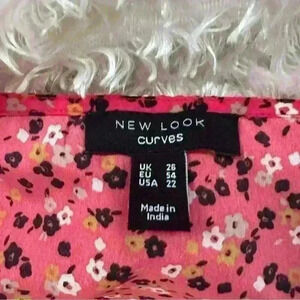 NEW LOOK
curves
UK 26
EU 54
USA 22
Made in
India